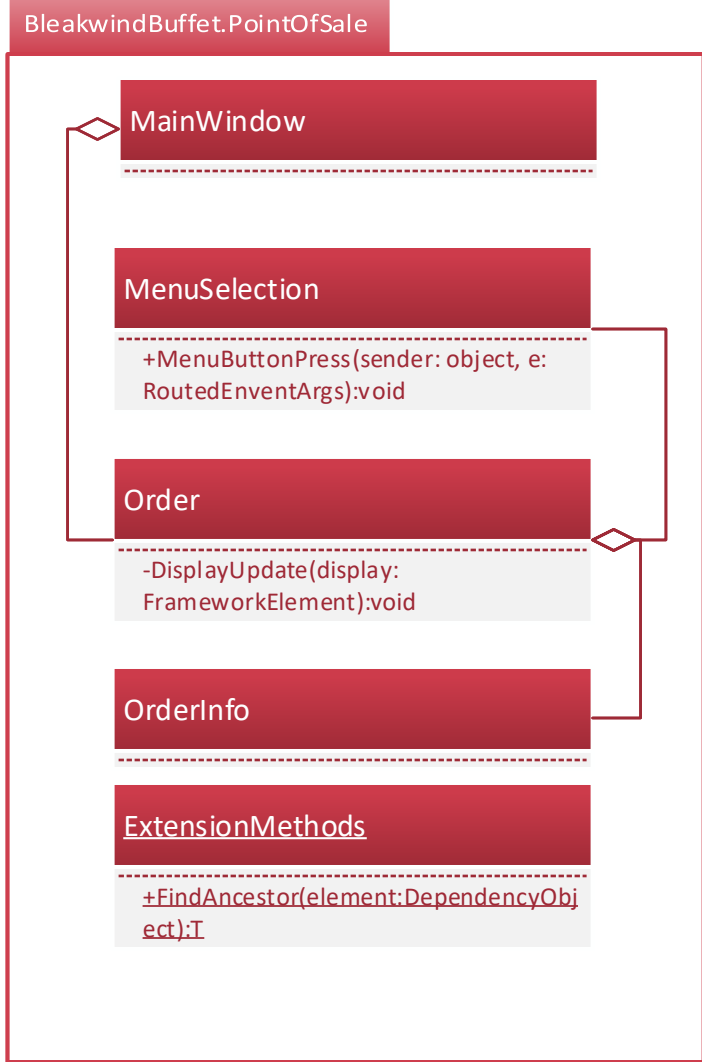 BleakwindBuffet.PointOfSale
MainWindow
MenuSelection
+MenuButtonPress(sender: object, e:
RoutedEnventArgs):void
Order
-DisplayUpdate(display:
FrameworkElement):void
OrderInfo
ExtensionMethods
+FindAncestor(element:DependencyObj
ect):T